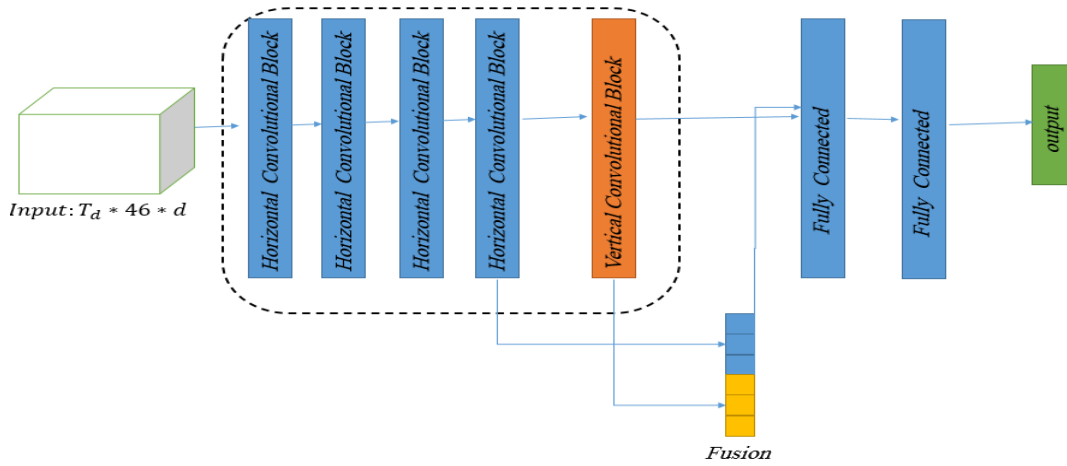 Input: T_d * 46 * d
Horizontal Convolutional Block
Horizontal Convolutional Block
Horizontal Convolutional Block
Horizontal Convolutional Block
Vertical Convolutional Block
Fully Connected
Fully Connected
output
Fusion